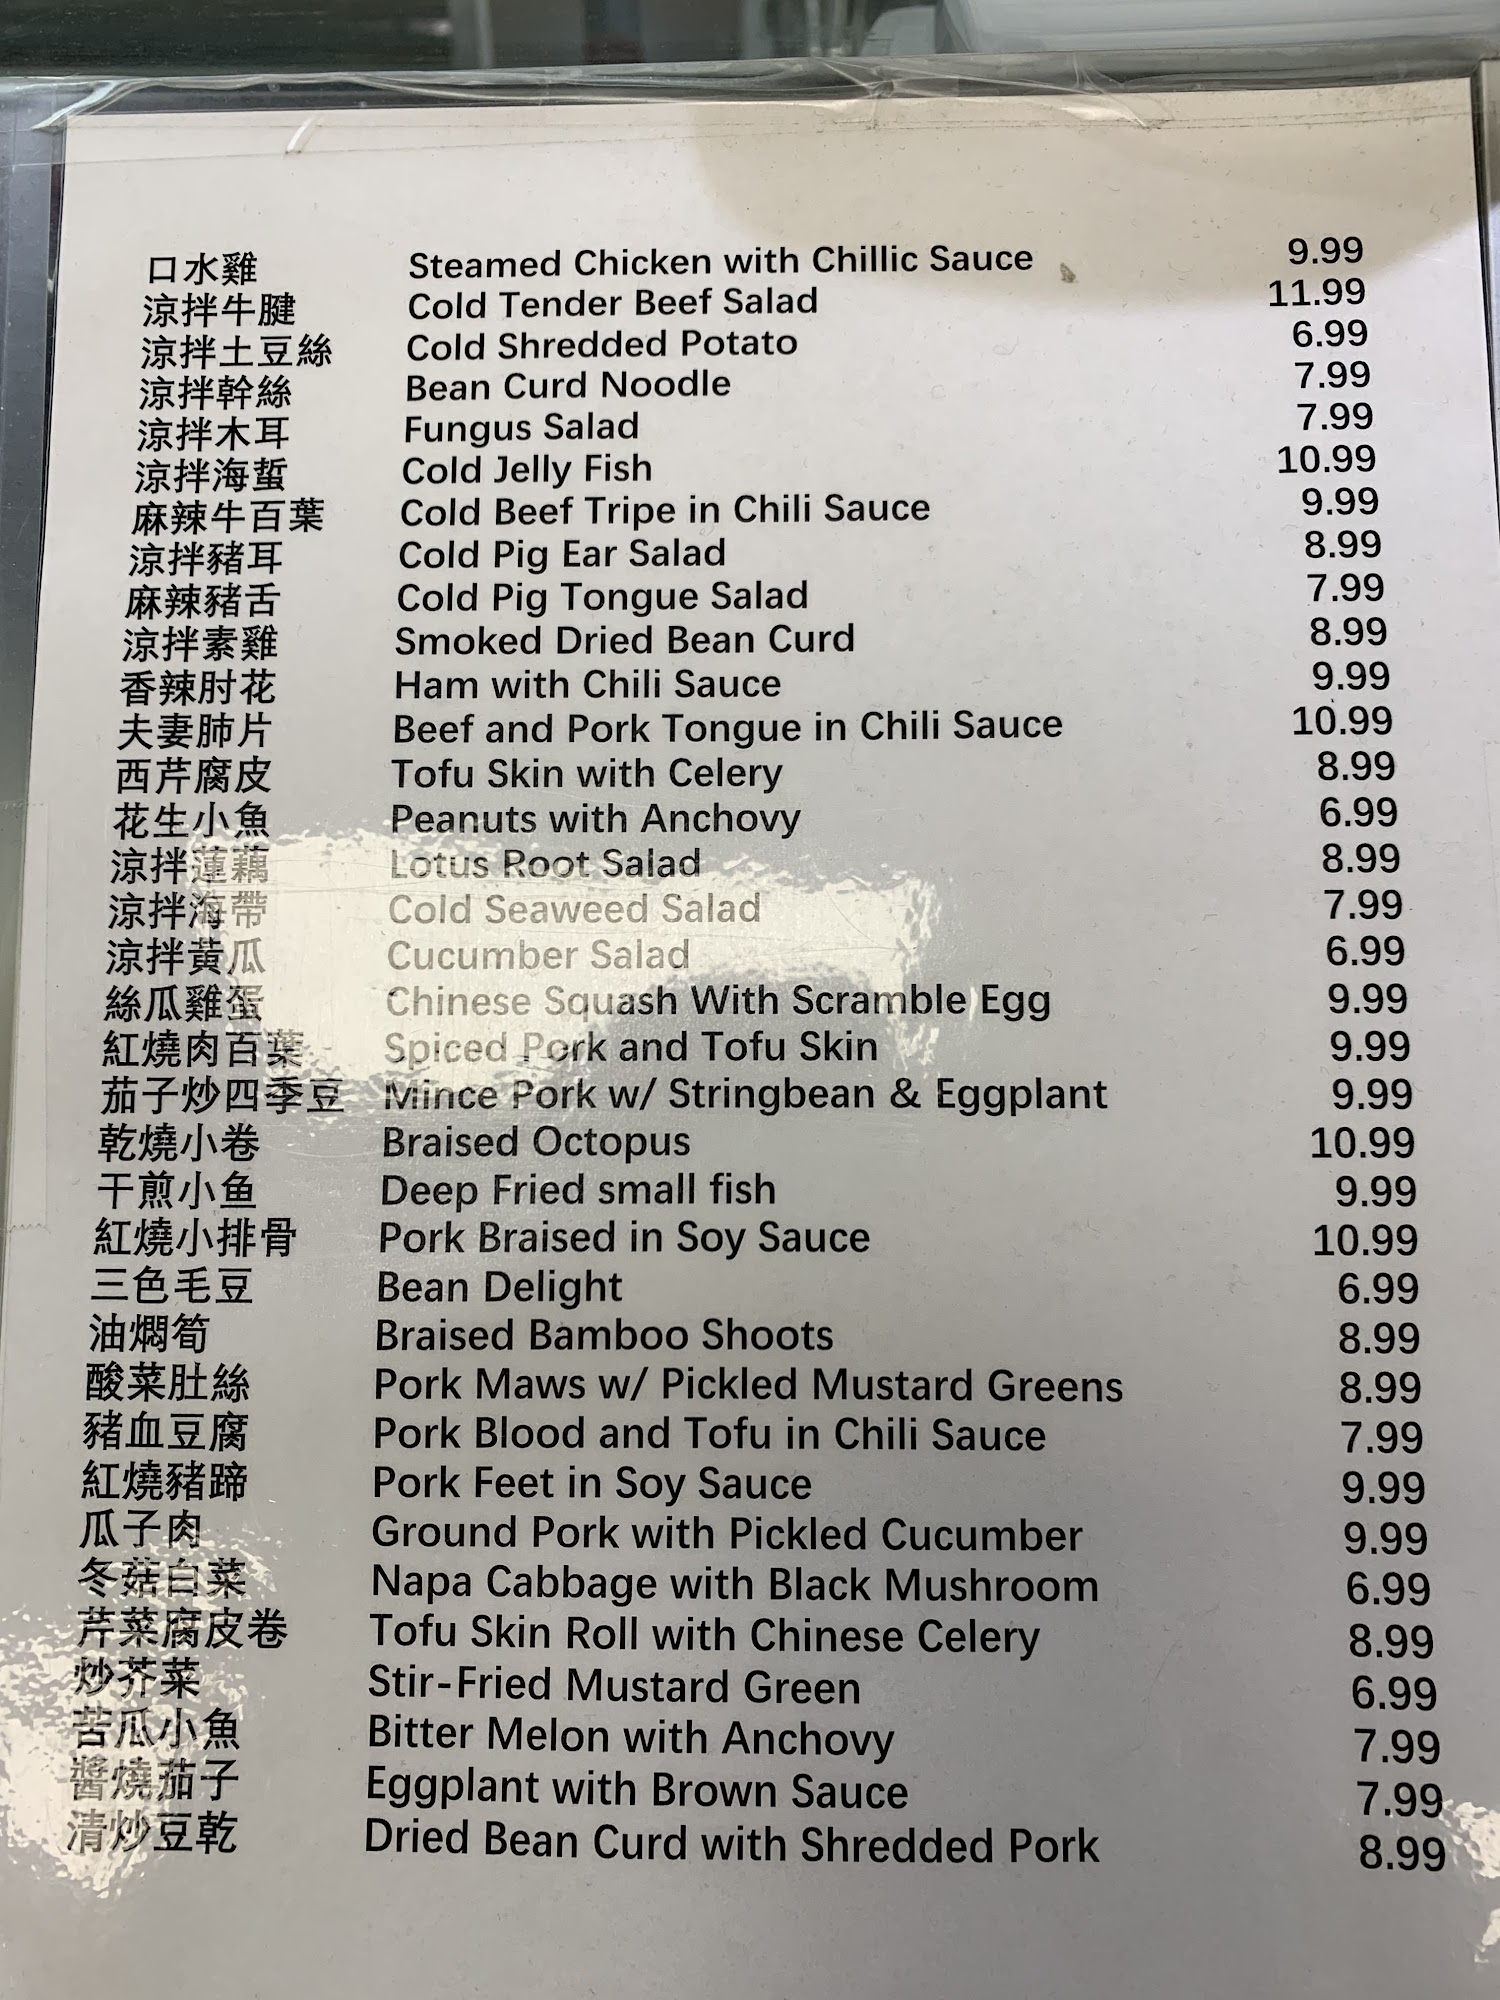 口水雞 Steamed Chicken with Chillic Sauce 9.99
涼拌牛腱 Cold Tender Beef Salad 11.99
涼拌土豆絲 Cold Shredded Potato 6.99
涼拌幹絲 Bean Curd Noodle 7.99
涼拌木耳 Fungus Salad 7.99
涼拌海蜇 Cold Jelly Fish 10.99
麻辣牛百葉 Cold Beef Tripe in Chili Sauce 9.99
涼拌豬耳 Cold Pig Ear Salad 8.99
麻辣豬舌 Cold Pig Tongue Salad 7.99
涼拌素雞 Smoked Dried Bean Curd 8.99
香辣肘花 Ham with Chili Sauce 9.99
夫妻肺片 Beef and Pork Tongue in Chili Sauce 10.99
西芹腐皮 Tofu Skin with Celery 8.99
花生小魚 Peanuts with Anchovy 6.99
涼拌蓮藕 Lotus Root Salad 8.99
涼拌海帶 Cold Seaweed Salad 7.99
涼拌黃瓜 Cucumber Salad 6.99
絲瓜雞蛋 Chinese Squash With Scramble Egg 9.99
紅燒肉百葉 Spiced Pork and Tofu Skin 9.99
茄子炒四季豆 Mince Pork w/ Stringbean & Eggplant 9.99
乾燒小卷 Braised Octopus 10.99
干煎小鱼 Deep Fried small fish 9.99
紅燒小排骨 Pork Braised in Soy Sauce 10.99
三色毛豆 Bean Delight 6.99
油燜筍 Braised Bamboo Shoots 8.99
酸菜肚絲 Pork Maws w/ Pickled Mustard Greens 8.99
豬血豆腐 Pork Blood and Tofu in Chili Sauce 7.99
紅燒豬蹄 Pork Feet in Soy Sauce 9.99
瓜子肉 Ground Pork with Pickled Cucumber 9.99
冬菇白菜 Napa Cabbage with Black Mushroom 6.99
芹菜腐皮卷 Tofu Skin Roll with Chinese Celery 8.99
炒芥菜 Stir-Fried Mustard Green 6.99
苦瓜小魚 Bitter Melon with Anchovy 7.99
醬燒茄子 Eggplant with Brown Sauce 7.99
清炒豆乾 Dried Bean Curd with Shredded Pork 8.99